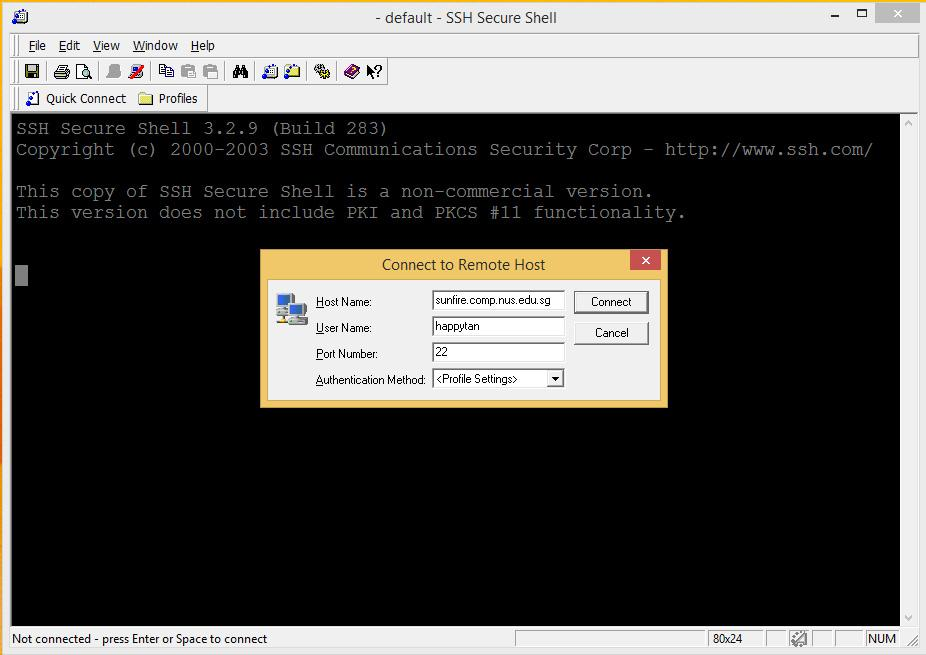 - default - SSH Secure Shell
File Edit View Window Help
Quick Connect Profiles
SSH Secure Shell 3.2.9 (Build 283)
Copyright (c) 2000-2003 SSH Communications Security Corp - http://www.ssh.com/
This copy of SSH Secure Shell is a non-commercial version.
This version does not include PKI and PKCS #11 functionality.
Connect to Remote Host
Host Name: sunfire.comp.nus.edu.sg Connect
User Name: happytan Cancel
Port Number: 22
Authentication Method: <Profile Settings>
Not connected - press Enter or Space to connect 80x24 NUM